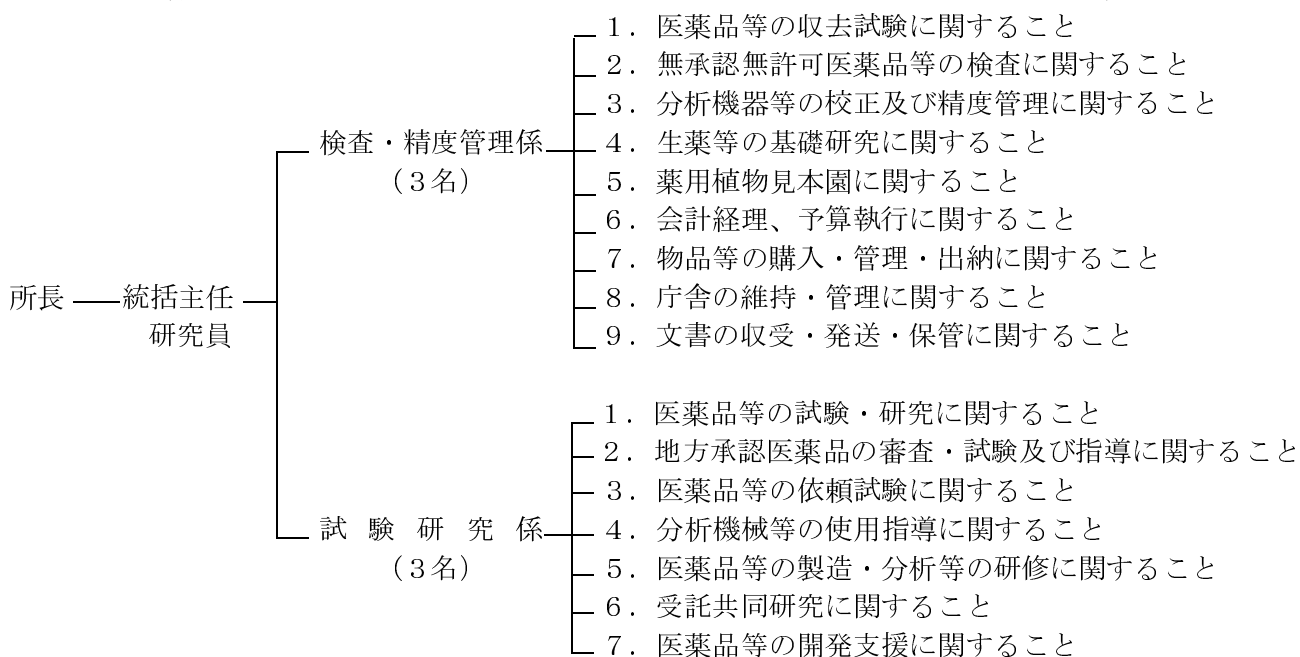 所長
統括主任
研究員
検査・精度管理係
（３名）
１．医薬品等の収去試験に関すること
２．無承認無許可医薬品等の検査に関すること
３．分析機器等の校正及び精度管理に関すること
４．生薬等の基礎研究に関すること
５．薬用植物見本園に関すること
６．会計経理、予算執行に関すること
７．物品等の購入・管理・出納に関すること
８．庁舎の維持・管理に関すること
９．文書の収受・発送・保管に関すること
試験研究係
（３名）
１．医薬品等の試験・研究に関すること
２．地方承認医薬品の審査・試験及び指導に関すること
３．医薬品等の依頼試験に関すること
４．分析機械等の使用指導に関すること
５．医薬品等の製造・分析等の研修に関すること
６．受託共同研究に関すること
７．医薬品等の開発支援に関すること